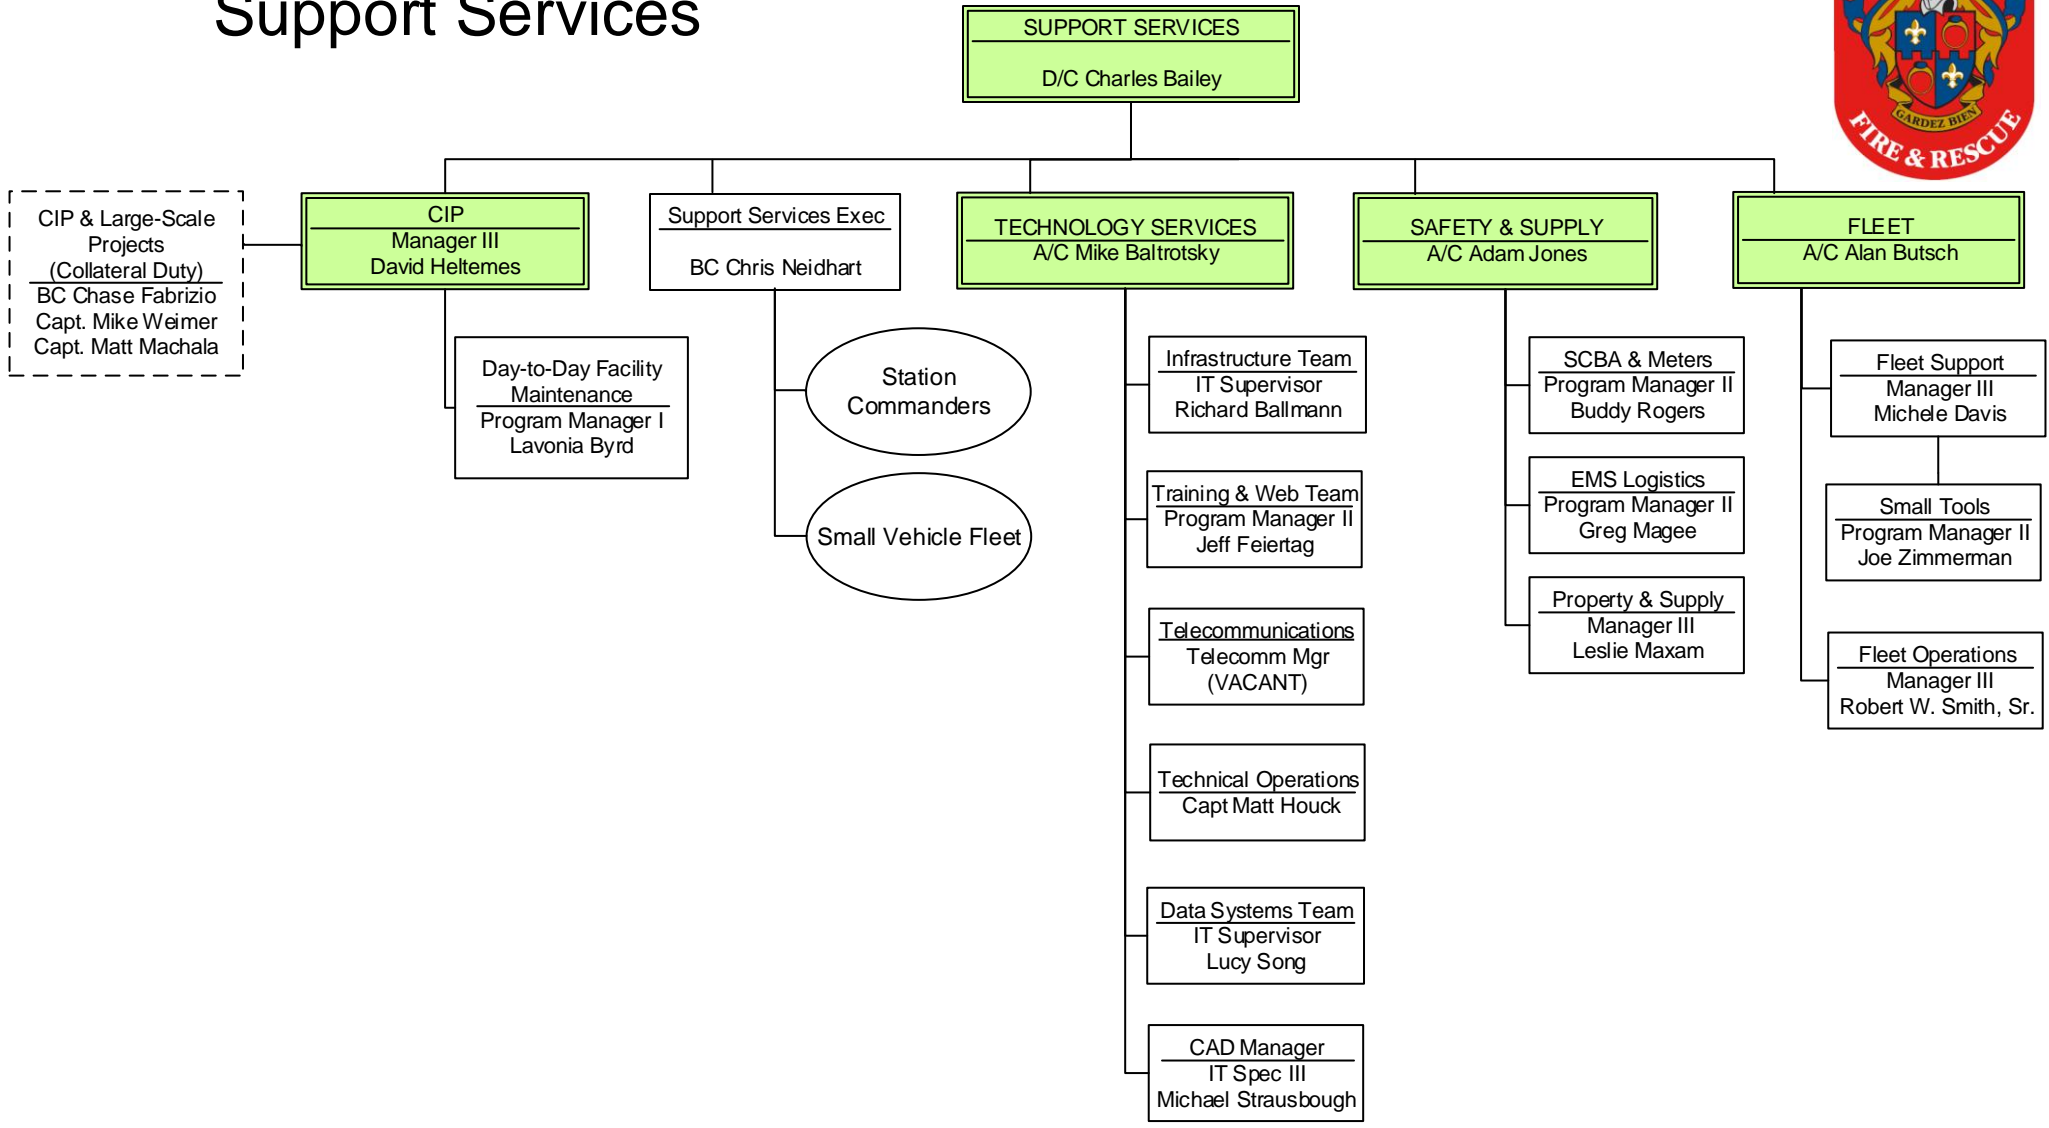 Support Services
SUPPORT SERVICES
D/C Charles Bailey
GARDEZ BIEN
FIRE & RESCUE
CIP & Large-Scale
Projects
(Collateral Duty)
BC Chase Fabrizio
Capt. Mike Weimer
Capt. Matt Machala
CIP
Manager III
David Heltemes
Day-to-Day Facility
Maintenance
Program Manager I
Lavonia Byrd
Support Services Exec
BC Chris Neidhart
Station
Commanders
Small Vehicle Fleet
TECHNOLOGY SERVICES
A/C Mike Baltrotsky
Infrastructure Team
IT Supervisor
Richard Ballmann
Training & Web Team
Program Manager II
Jeff Feiertag
Telecommunications
Telecomm Mgr
(VACANT)
Technical Operations
Capt Matt Houck
Data Systems Team
IT Supervisor
Lucy Song
CAD Manager
IT Spec III
Michael Strausbough
SAFETY & SUPPLY
A/C Adam Jones
SCBA & Meters
Program Manager II
Buddy Rogers
EMS Logistics
Program Manager II
Greg Magee
Property & Supply
Manager III
Leslie Maxam
FLEET
A/C Alan Butsch
Fleet Support
Manager III
Michele Davis
Small Tools
Program Manager II
Joe Zimmerman
Fleet Operations
Manager III
Robert W. Smith, Sr.